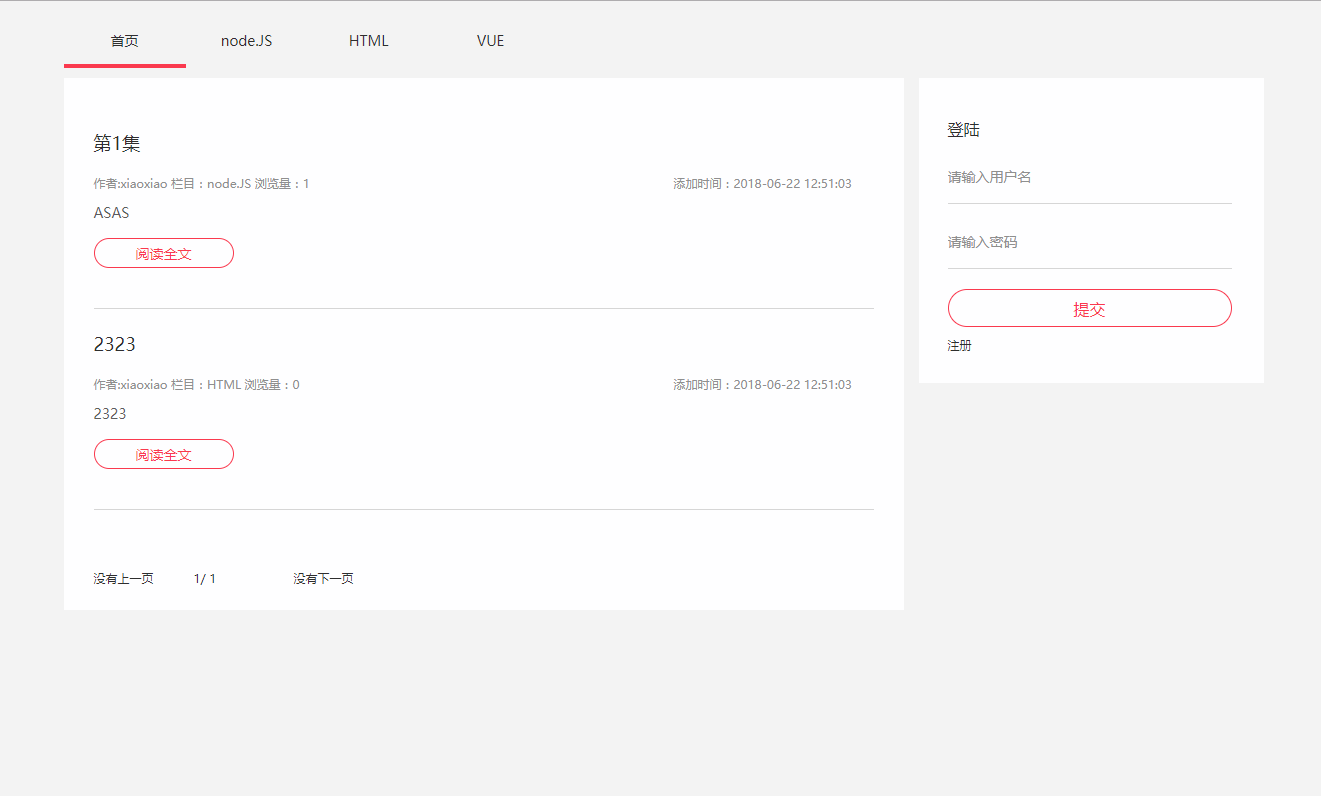 首页 node.JS HTML VUE
第1集
作者:xiaoxiao 栏目：node.JS 浏览量：1 添加时间：2018-06-22 12:51:03
ASAS
阅读全文
2323
作者:xiaoxiao 栏目：HTML 浏览量：0 添加时间：2018-06-22 12:51:03
2323
阅读全文
没有上一页 1/ 1 没有下一页
登陆
请输入用户名
请输入密码
提交
注册